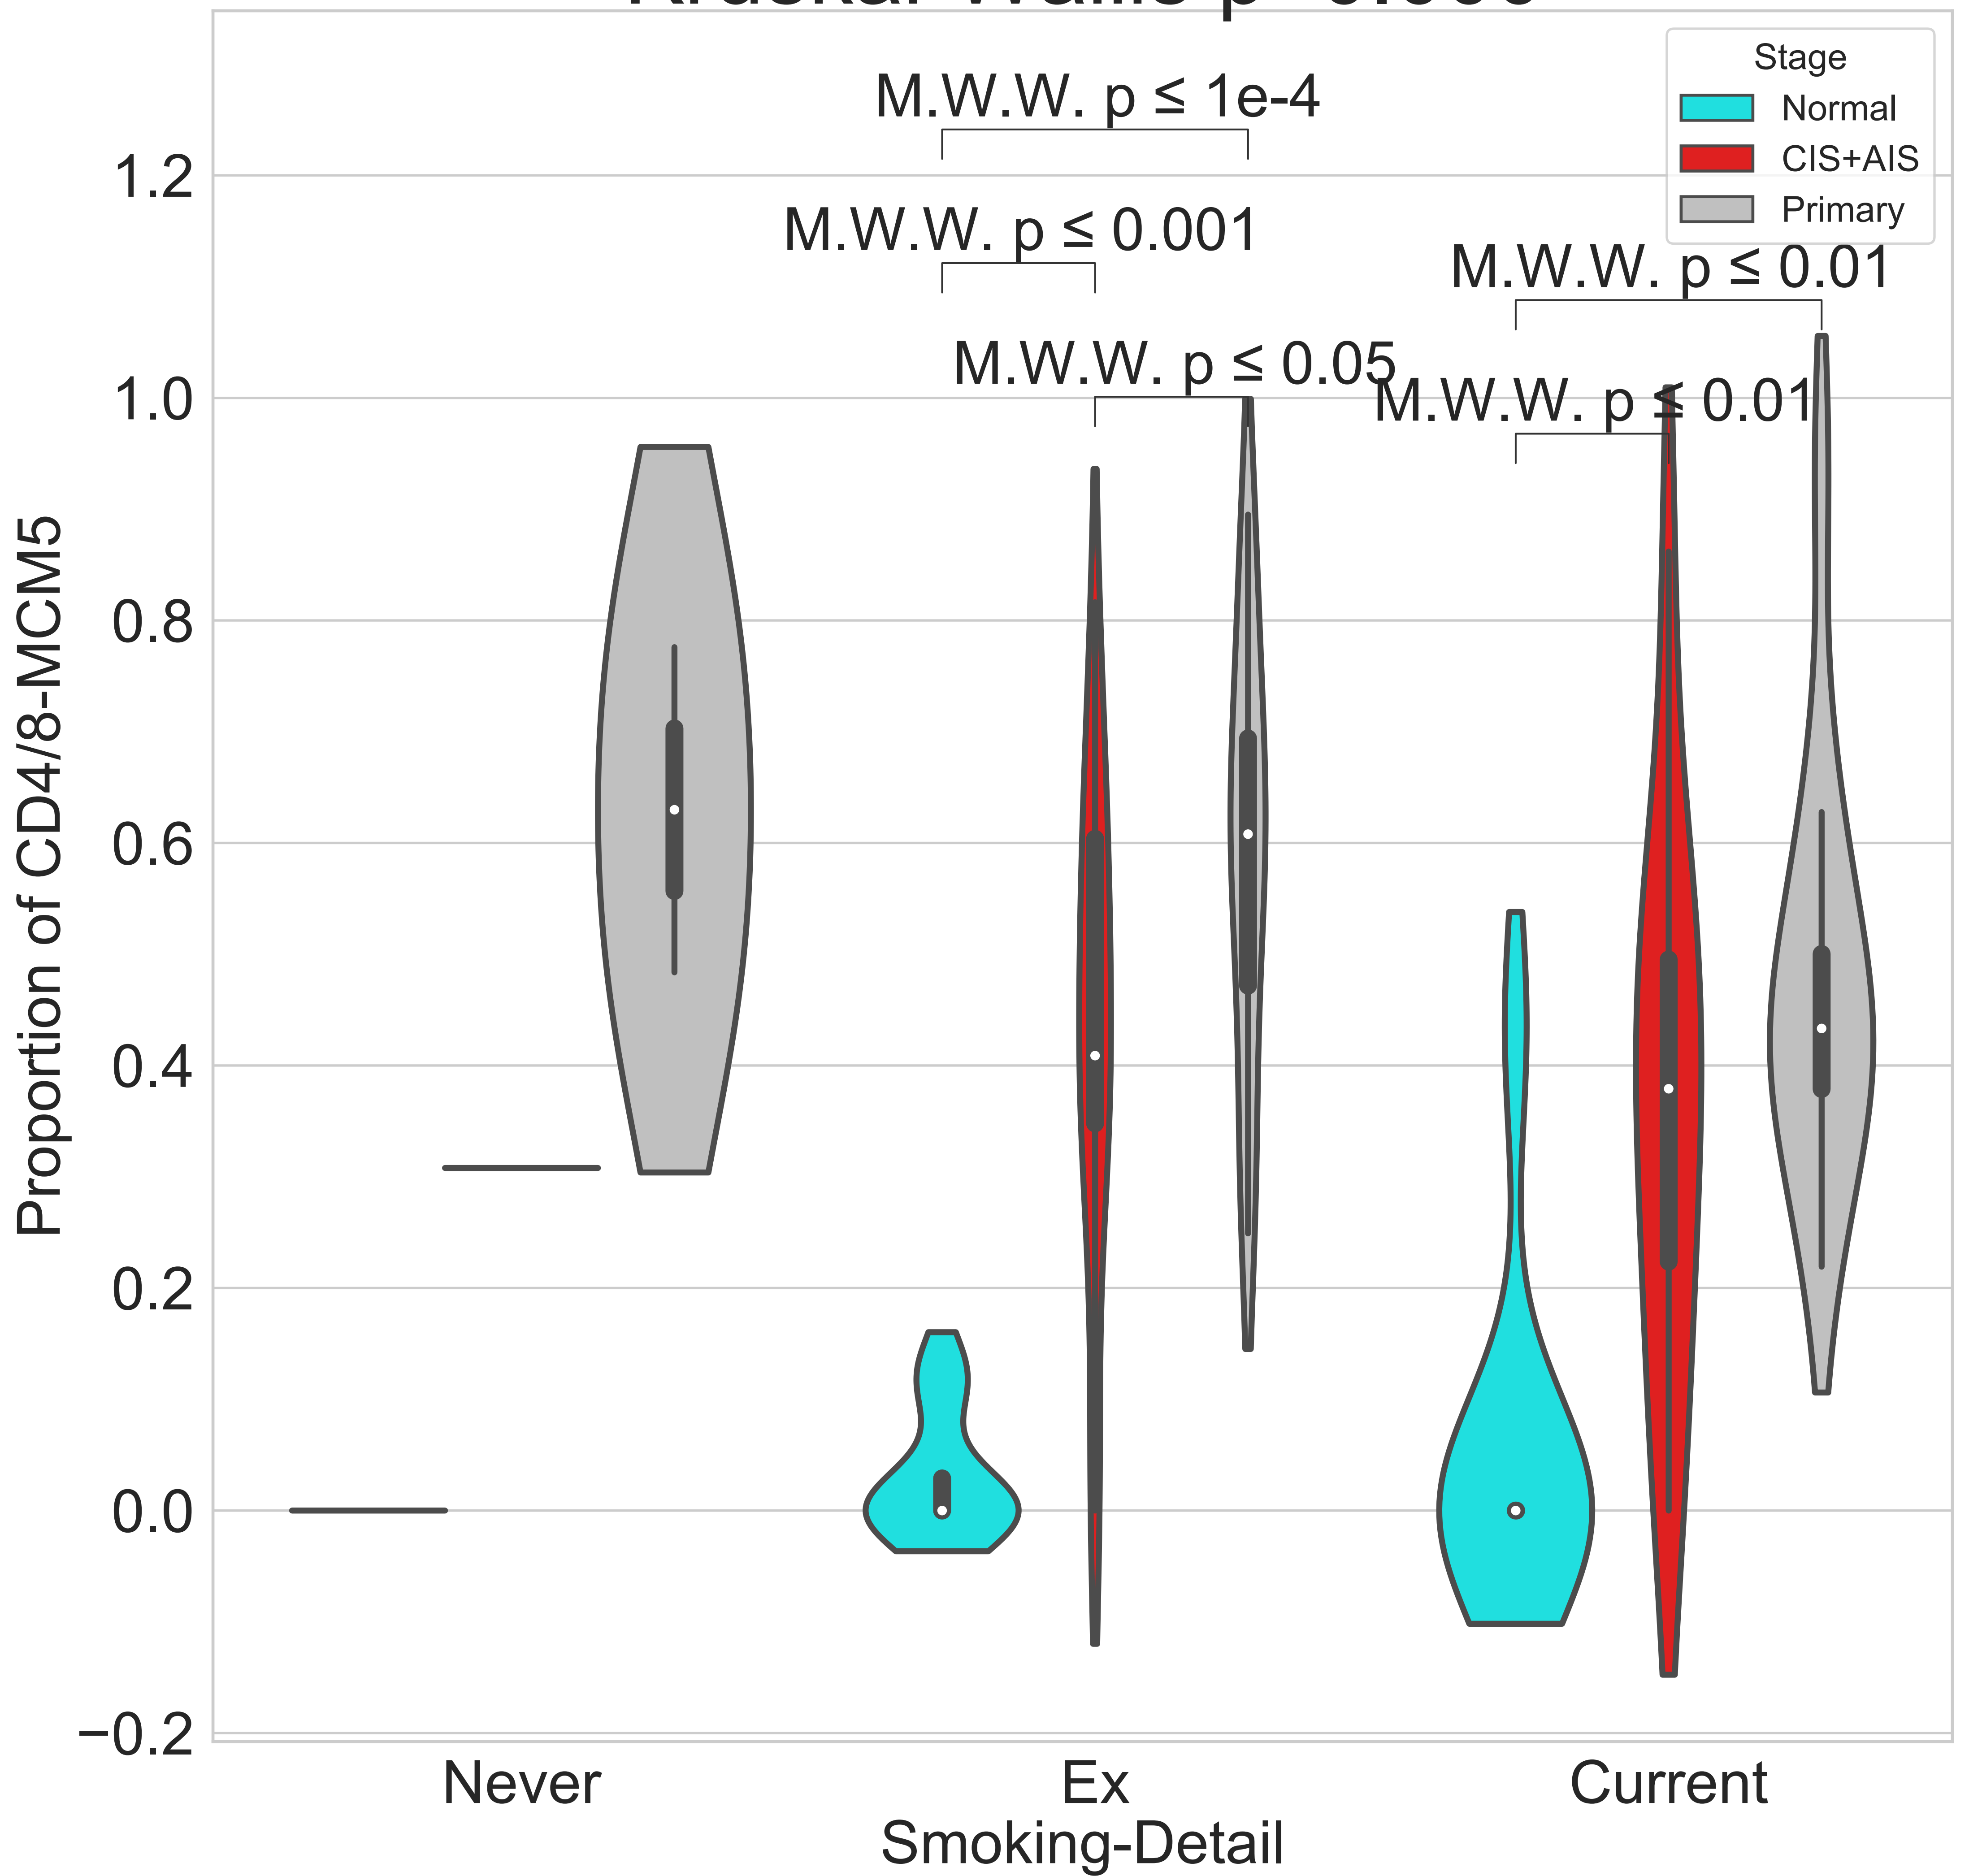 Stage
Normal
CIS+AIS
Primary
M.W.W. p ≤ 1e-4
M.W.W. p ≤ 0.001
M.W.W. p ≤ 0.01
M.W.W. p ≤ 0.05
M.W.W. p ≤ 0.01
1.2
1.0
0.8
0.6
0.4
0.2
0.0
−0.2
Proportion of CD4/8-MCM5
Never
Ex
Current
Smoking-Detail